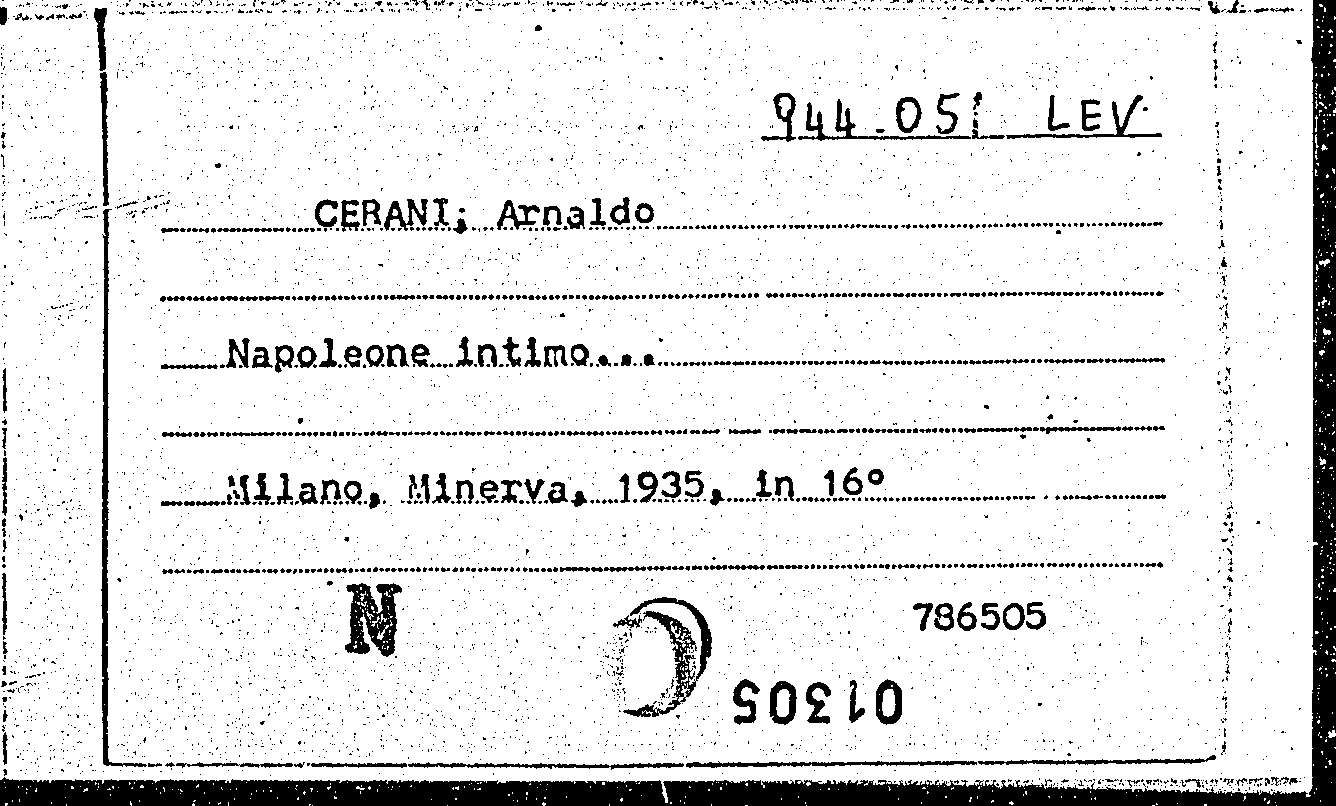 944.051 LEV
CERANI; Arnaldo
Napoleone intimo...
Milano, Minerva, 1935, in 16°
N
786505
01305